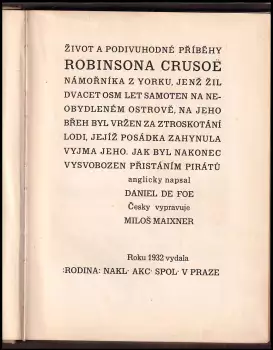 ŽIVOT A PODIVUHODNÉ PŘÍBĚHY
ROBINSONA CRUSOË
NÁMOŘNÍKA Z YORKU, JENŽ ŽIL
DVACET OSM LET SAMOTEN NA NE-
OBYDLENÉM OSTROVĚ, NA JEHO
BŘEH BYL VRŽEN ZA ZTROSKOTÁNÍ
LODI, JEJÍŽ POSÁDKA ZAHYNULA
VYJMA JEHO. JAK BYL NAKONEC
VYSVOBOZEN PŘISTÁNÍM PIRÁTŮ
anglicky napsal
DANIEL DE FOE
Česky vypravuje
MILOŠ MAIXNER
Roku 1932 vydala
:RODINA: NAKL· AKC· SPOL· V PRAZE